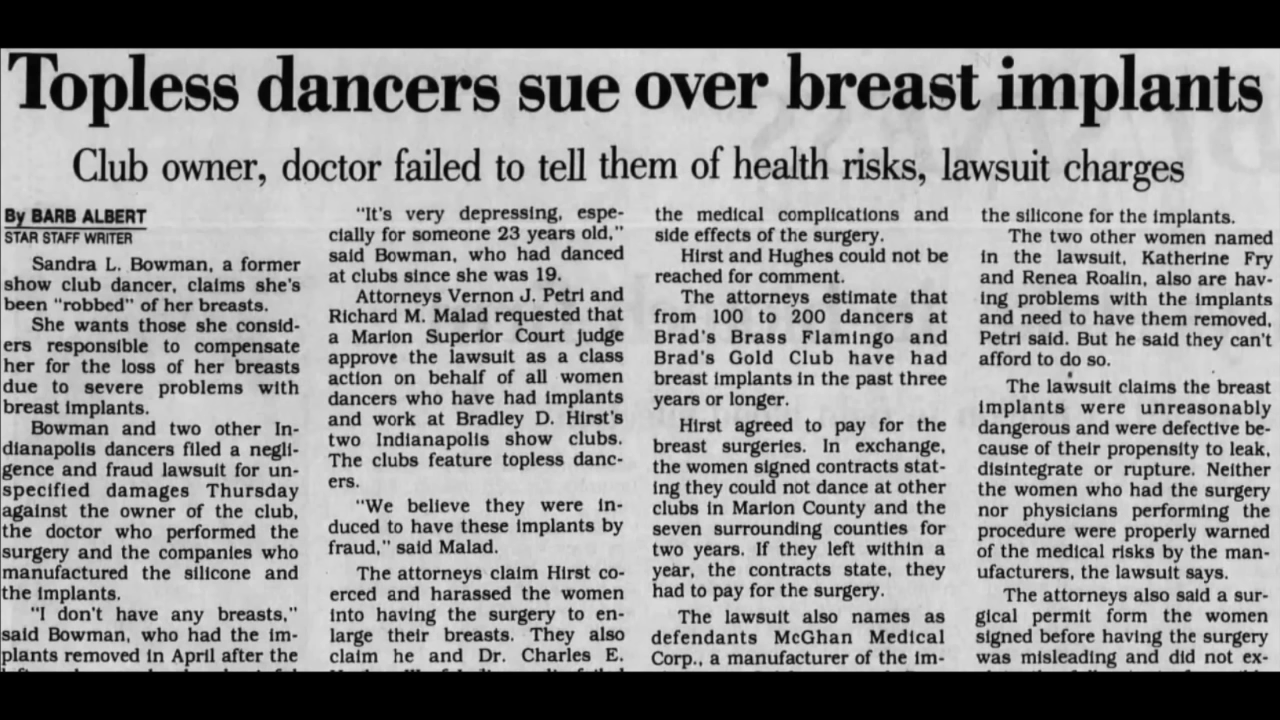 Topless dancers sue over breast implants
Club owner, doctor failed to tell them of health risks, lawsuit charges
By BARB ALBERT
STAR STAFF WRITER
Sandra L. Bowman, a former
show club dancer, claims she's
been "robbed" of her breasts.
She wants those she consid-
ers responsible to compensate
her for the loss of her breasts
due to severe problems with
breast implants.
Bowman and two other In-
dianapolis dancers filed a negli-
gence and fraud lawsuit for un-
specified damages Thursday
against the owner of the club,
the doctor who performed the
surgery and the companies who
manufactured the silicone and
the implants.
"I don't have any breasts,"
said Bowman, who had the im-
plants removed in April after the
"It's very depressing, espe-
cially for someone 23 years old,"
said Bowman, who had danced
at clubs since she was 19.
Attorneys Vernon J. Petri and
Richard M. Malad requested that
a Marion Superior Court judge
approve the lawsuit as a class
action on behalf of all women
dancers who have had implants
and work at Bradley D. Hirst's
two Indianapolis show clubs.
The clubs feature topless danc-
ers.
"We believe they were in-
duced to have these implants by
fraud," said Malad.
The attorneys claim Hirst co-
erced and harassed the women
into having the surgery to en-
large their breasts. They also
claim he and Dr. Charles E.
the medical complications and
side effects of the surgery.
Hirst and Hughes could not be
reached for comment.
The attorneys estimate that
from 100 to 200 dancers at
Brad's Brass Flamingo and
Brad's Gold Club have had
breast implants in the past three
years or longer.
Hirst agreed to pay for the
breast surgeries. In exchange,
the women signed contracts stat-
ing they could not dance at other
clubs in Marion County and the
seven surrounding counties for
two years. If they left within a
year, the contracts state, they
had to pay for the surgery.
The lawsuit also names as
defendants McGhan Medical
Corp., a manufacturer of the im-
the silicone for the implants.
The two other women named
in the lawsuit, Katherine Fry
and Renea Roalin, also are hav-
ing problems with the implants
and need to have them removed,
Petri said. But he said they can't
afford to do so.
The lawsuit claims the breast
implants were unreasonably
dangerous and were defective be-
cause of their propensity to leak,
disintegrate or rupture. Neither
the women who had the surgery
nor physicians performing the
procedure were properly warned
of the medical risks by the man-
ufacturers, the lawsuit says.
The attorneys also said a sur-
gical permit form the women
signed before having the surgery
was misleading and did not ex-